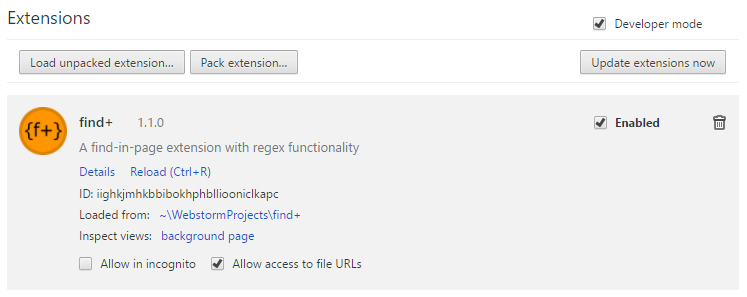 Extensions
Developer mode
Load unpacked extension...
Pack extension...
Update extensions now
{f+}
find+ 1.1.0
Enabled
A find-in-page extension with regex functionality
Details Reload (Ctrl+R)
ID: iighkjmhkbbibokhphblliooniclkapc
Loaded from: ~\WebstormProjects\find+
Inspect views: background page
Allow in incognito
Allow access to file URLs